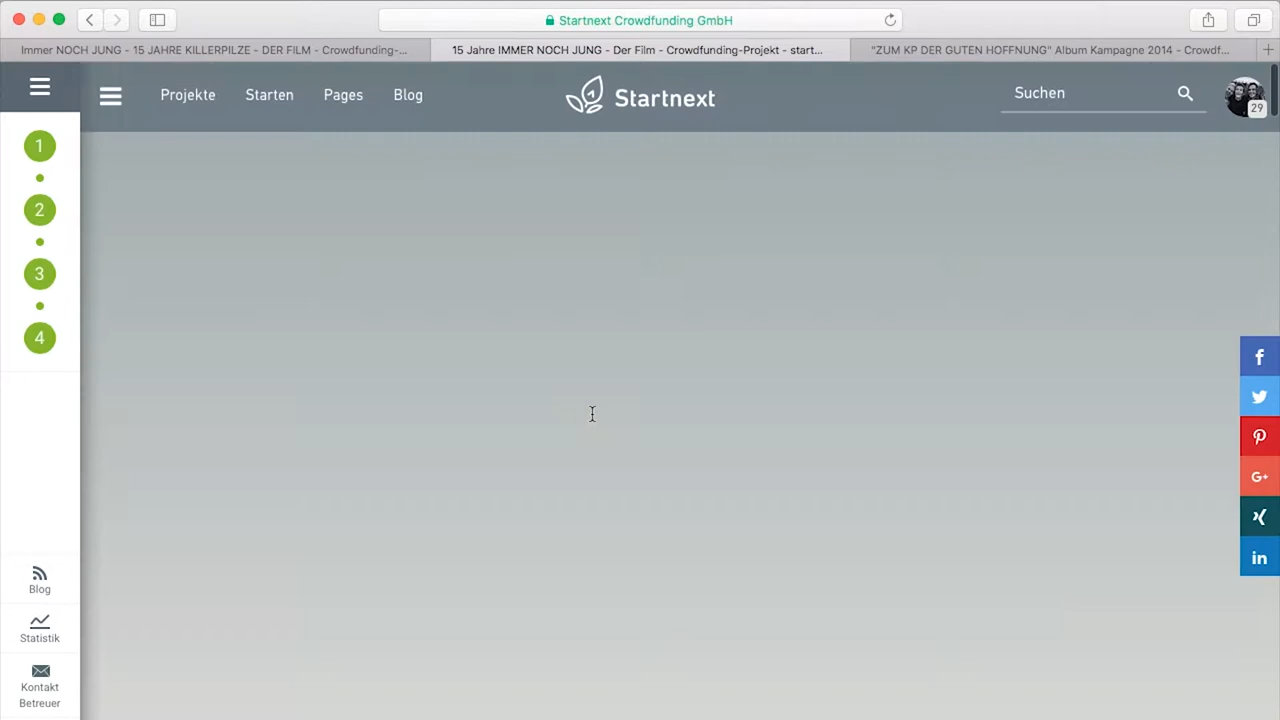 Startnext Crowdfunding GmbH
Immer NOCH JUNG - 15 JAHRE KILLERPILZE - DER FILM - Crowdfunding-...
15 Jahre IMMER NOCH JUNG - Der Film - Crowdfunding-Projekt - start...
"ZUM KP DER GUTEN HOFFNUNG" Album Kampagne 2014 - Crowdf...
Projekte
Starten
Pages
Blog
Startnext
Suchen
29
1
2
3
4
Blog
Statistik
Kontakt
Betreuer
f
G+
in